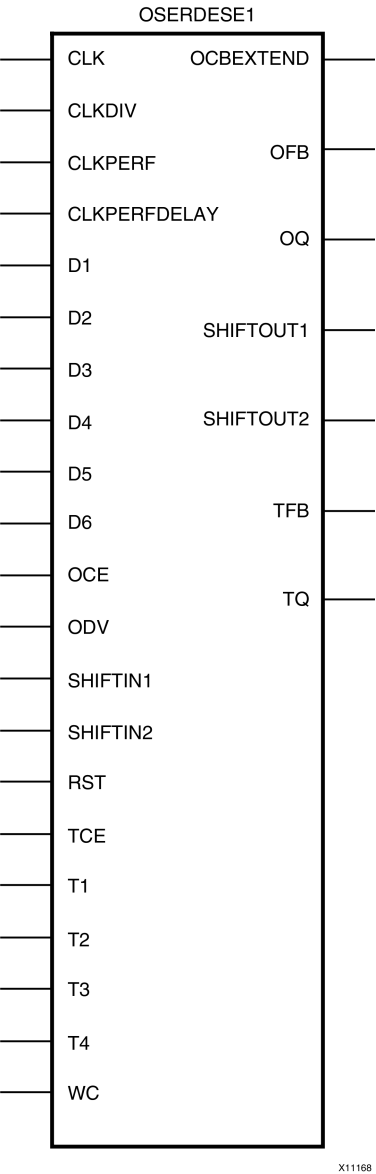 OSERDESE1
CLK OCBEXTEND
CLKDIV
OFB
CLKPERF
CLKPERFDELAY
OQ
D1
D2
SHIFTOUT1
D3
D4 SHIFTOUT2
D5
TFB
D6
OCE
TQ
ODV
SHIFTIN1
SHIFTIN2
RST
TCE
T1
T2
T3
T4
WC
X11168